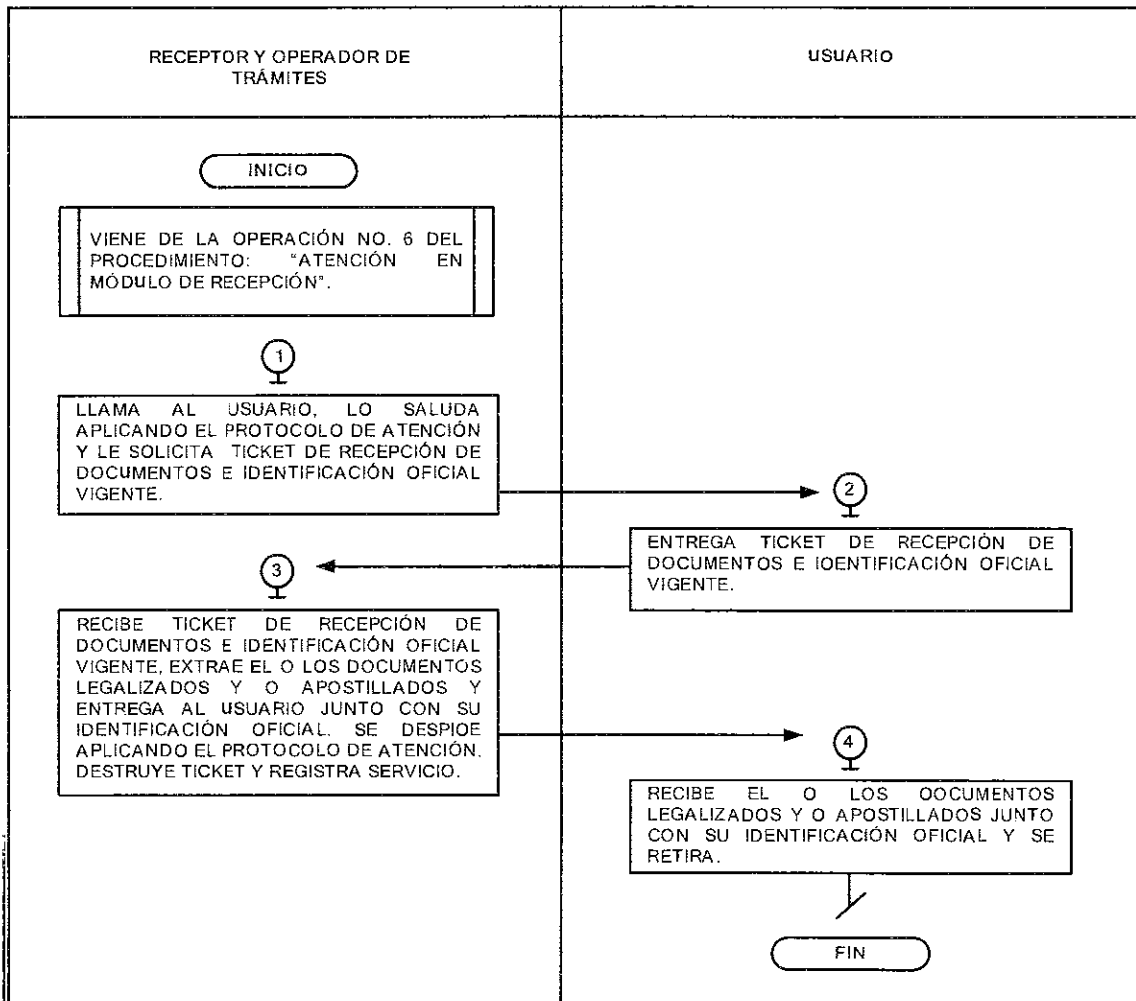 RECEPTOR Y OPERADOR DE
TRÁMITES
USUARIO
INICIO
VIENE DE LA OPERACIÓN NO. 6 DEL
PROCEDIMIENTO: "ATENCIÓN EN
MÓDULO DE RECEPCIÓN".
1
LLAMA AL USUARIO, LO SALUDA
APLICANDO EL PROTOCOLO DE ATENCIÓN
Y LE SOLICITA TICKET DE RECEPCIÓN DE
DOCUMENTOS E IDENTIFICACIÓN OFICIAL
VIGENTE.
2
ENTREGA TICKET DE RECEPCIÓN DE
DOCUMENTOS E IOENTIFICACIÓN OFICIAL
VIGENTE.
3
RECIBE TICKET DE RECEPCIÓN DE
DOCUMENTOS E IDENTIFICACIÓN OFICIAL
VIGENTE, EXTRAE EL O LOS DOCUMENTOS
LEGALIZADOS Y O APOSTILLADOS Y
ENTREGA AL USUARIO JUNTO CON SU
IDENTIFICACIÓN OFICIAL. SE DESPIOE
APLICANDO EL PROTOCOLO DE ATENCIÓN.
DESTRUYE TICKET Y REGISTRA SERVICIO.
4
RECIBE EL O LOS OOCUMENTOS
LEGALIZADOS Y O APOSTILLADOS JUNTO
CON SU IDENTIFICACIÓN OFICIAL Y SE
RETIRA.
FIN